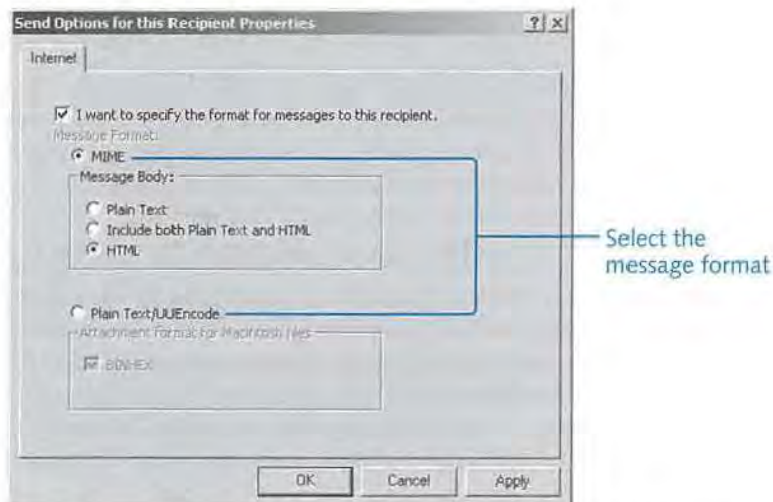 Send Options for this Recipient Properties
Internet
I want to specify the format for messages to this recipient.
Message Format:
MIME
Message Body:
Plain Text
Include both Plain Text and HTML
HTML
Select the
message format
Plain Text/UUEncode
Attachment Format for Macintosh files
BINHEX
OK
Cancel
Apply